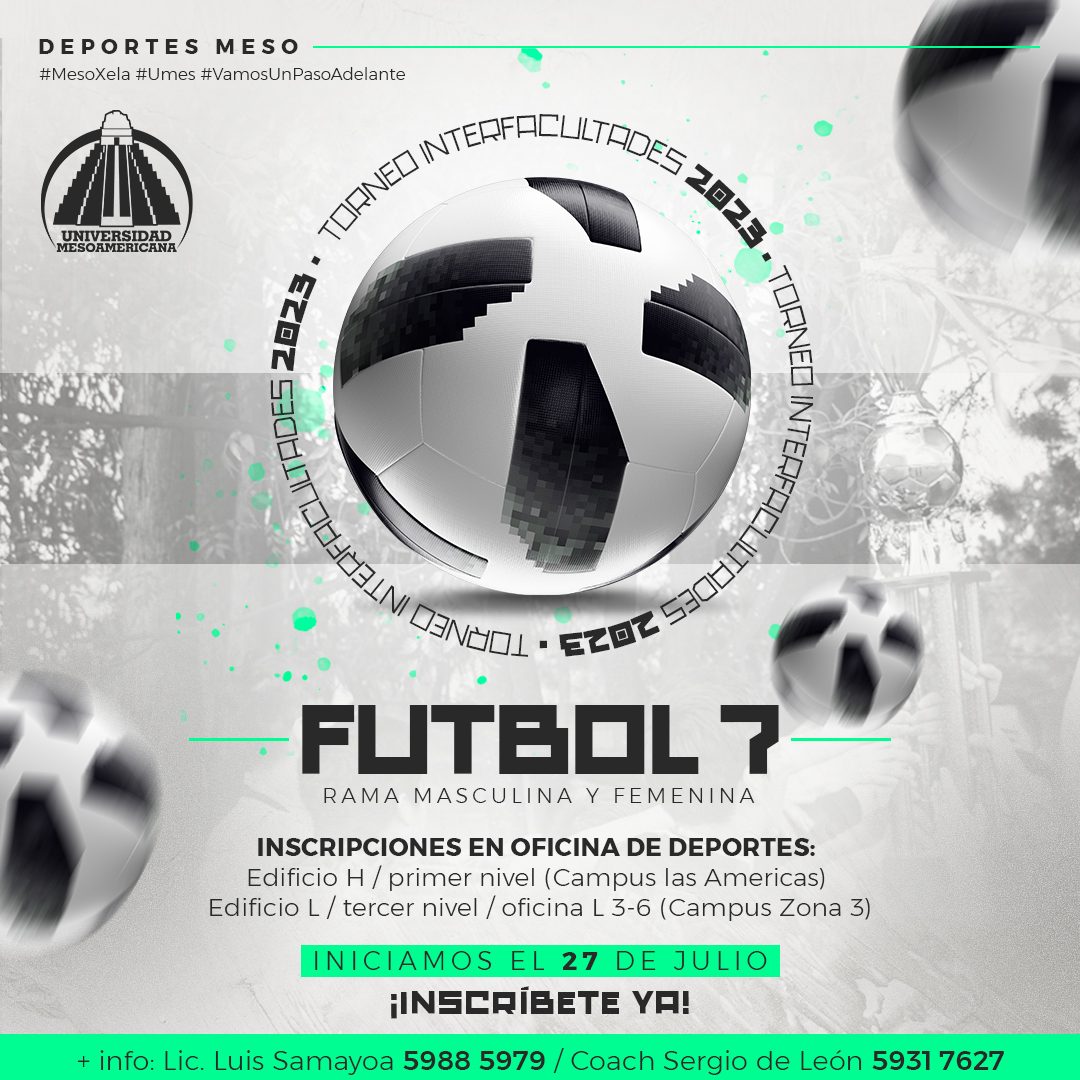 DEPORTES MESO
#MesoXela #Umes #VamosUnPasoAdelante
UNIVERSIDAD
MESOAMERICANA
TORNEO INTERFACULTADES 2023 · TORNEO INTERFACULTADES 2023 · TORNEO INTERFACULTADES 2023 ·
FUTBOL 7
RAMA MASCULINA Y FEMENINA
INSCRIPCIONES EN OFICINA DE DEPORTES:
Edificio H / primer nivel (Campus las Americas)
Edificio L / tercer nivel / oficina L 3-6 (Campus Zona 3)
INICIAMOS EL 27 DE JULIO
¡INSCRÍBETE YA!
+ info: Lic. Luis Samayoa 5988 5979 / Coach Sergio de León 5931 7627